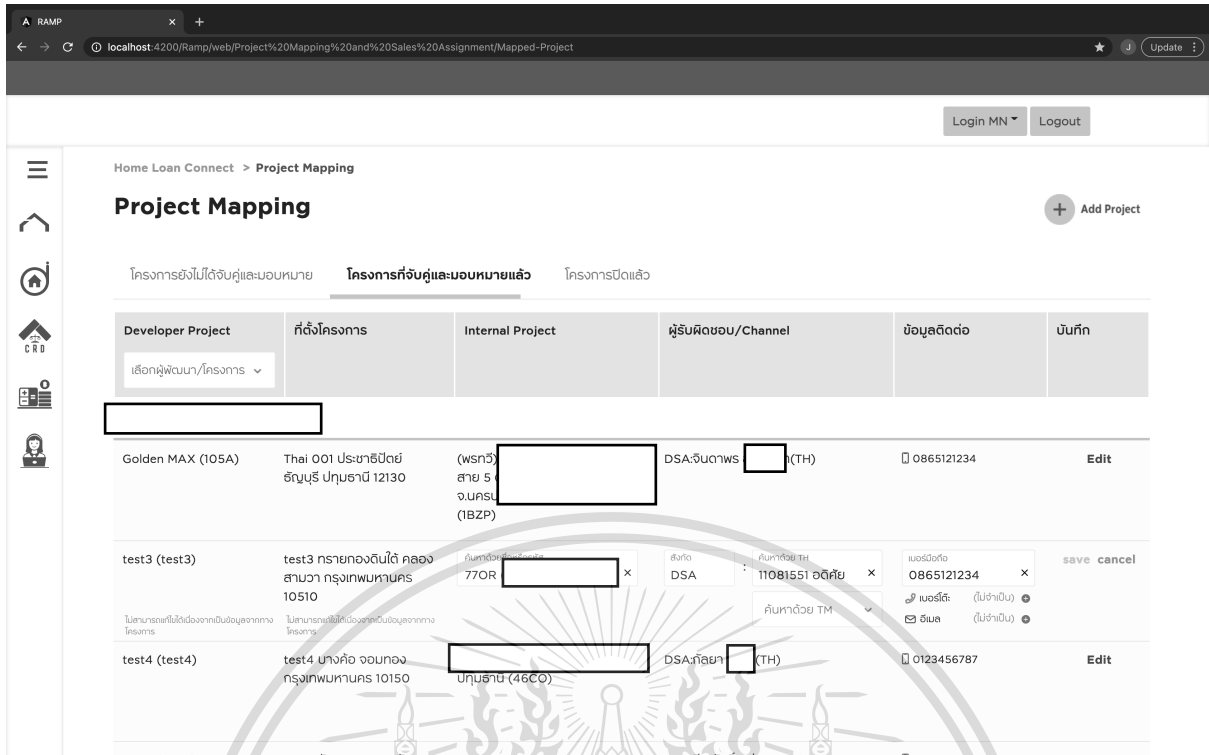 RAMP
localhost:4200/Ramp/web/Project%20Mapping%20and%20Sales%20Assignment/Mapped-Project
J
Update
Login MN
Logout
Home Loan Connect > Project Mapping
Project Mapping
Add Project
โครงการยังไม่ได้จับคู่และมอบหมาย
โครงการที่จับคู่และมอบหมายแล้ว
โครงการปิดแล้ว
Developer Project
ที่ตั้งโครงการ
Internal Project
ผู้รับผิดชอบ/Channel
ข้อมูลติดต่อ
บันทึก
เลือกผู้พัฒนา/โครงการ
CRD
Golden MAX (105A)
Thai 001 ประชาธิปัตย์
ธัญบุรี ปทุมธานี 12130
(พรทวี)
สาย 5
จ.นคร
(1BZP)
DSA:จินดาพร
(TH)
0865121234
Edit
test3 (test3)
ไม่สามารถแก้ไขได้เนื่องจากเป็นข้อมูลจากทาง
โครงการ
test3 ทรายกองดินใต้ คลอง
สามวา กรุงเทพมหานคร
10510
ไม่สามารถแก้ไขได้เนื่องจากเป็นข้อมูลจากทาง
โครงการ
ค้นหาด้วยชื่อหรือรหัส
77OR
สังกัด
DSA
:
ค้นหาด้วย TH
11081551 อดิศัย
ค้นหาด้วย TM
เบอร์มือถือ
0865121234
เบอร์โต๊ะ (ไม่จำเป็น)
อีเมล (ไม่จำเป็น)
save cancel
test4 (test4)
test4 บางค้อ จอมทอง
กรุงเทพมหานคร 10150
ปทุมธานี (46CO)
DSA:กัลยา
(TH)
0123456787
Edit